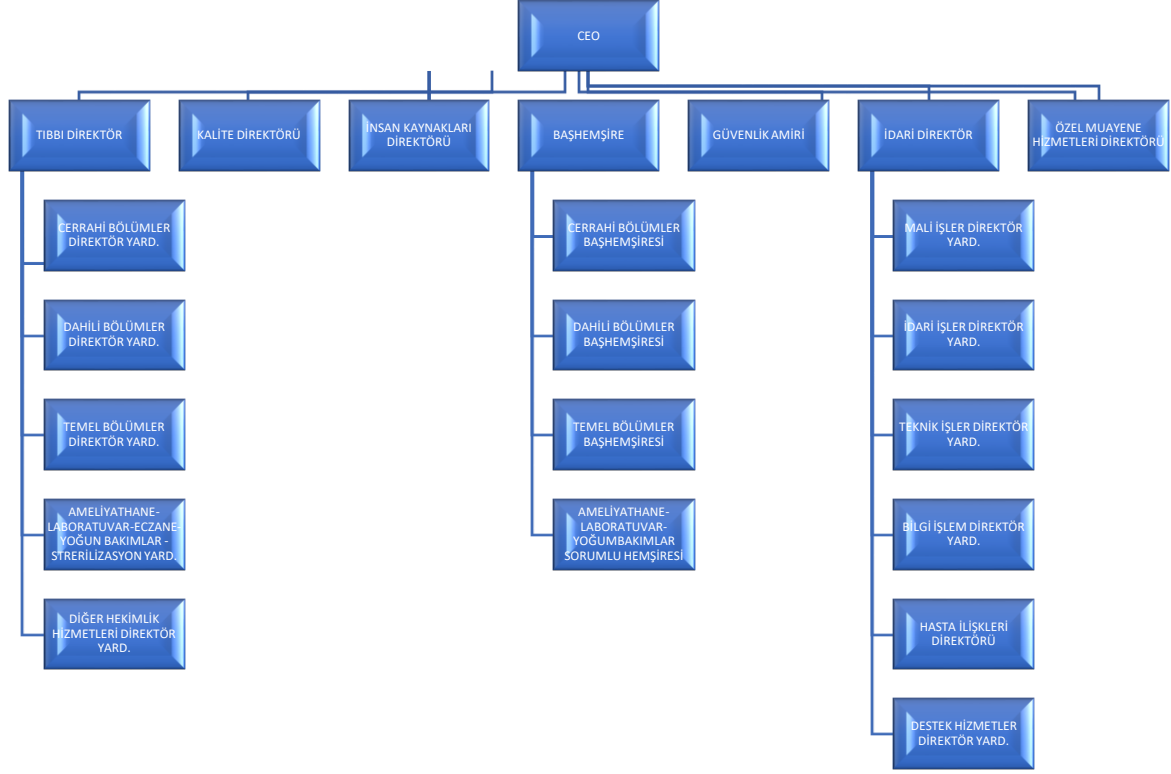 CEO
TIBBI DİREKTÖR
KALİTE DİREKTÖRÜ
İNSAN KAYNAKLARI
DİREKTÖRÜ
BAŞHEMŞİRE
GÜVENLİK AMİRİ
İDARİ DİREKTÖR
ÖZEL MUAYENE
HİZMETLERİ DİREKTÖRÜ
CERRAHİ BÖLÜMLER
DİREKTÖR YARD.
DAHİLİ BÖLÜMLER
DİREKTÖR YARD.
TEMEL BÖLÜMLER
DİREKTÖR YARD.
AMELİYATHANE-
LABORATUVAR-ECZANE-
YOĞUN BAKIMLAR -
STRERİLİZASYON YARD.
DİĞER HEKİMLİK
HİZMETLERİ DİREKTÖR
YARD.
CERRAHİ BÖLÜMLER
BAŞHEMŞİRESİ
DAHİLİ BÖLÜMLER
BAŞHEMŞİRESİ
TEMEL BÖLÜMLER
BAŞHEMŞİRESİ
AMELİYATHANE-
LABORATUVAR-
YOĞUMBAKIMLAR
SORUMLU HEMŞİRESİ
MALİ İŞLER DİREKTÖR
YARD.
İDARİ İŞLER DİREKTÖR
YARD.
TEKNİK İŞLER DİREKTÖR
YARD.
BİLGİ İŞLEM DİREKTÖR
YARD.
HASTA İLİŞKLERİ
DİREKTÖRÜ
DESTEK HİZMETLER
DİREKTÖR YARD.